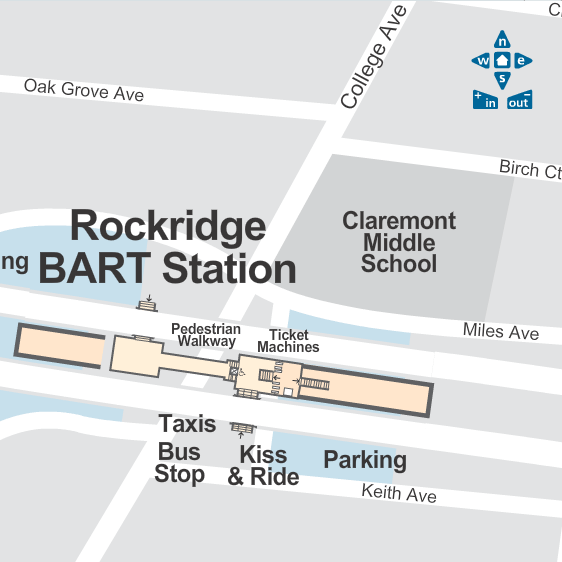 C
College Ave
n
w
e
s
+ in
out −
Oak Grove Ave
Birch Ct
Rockridge
BART Station
ng
Claremont
Middle
School
Miles Ave
Pedestrian
Walkway
Ticket
Machines
Taxis
Bus
Stop
Kiss
& Ride
Parking
Keith Ave